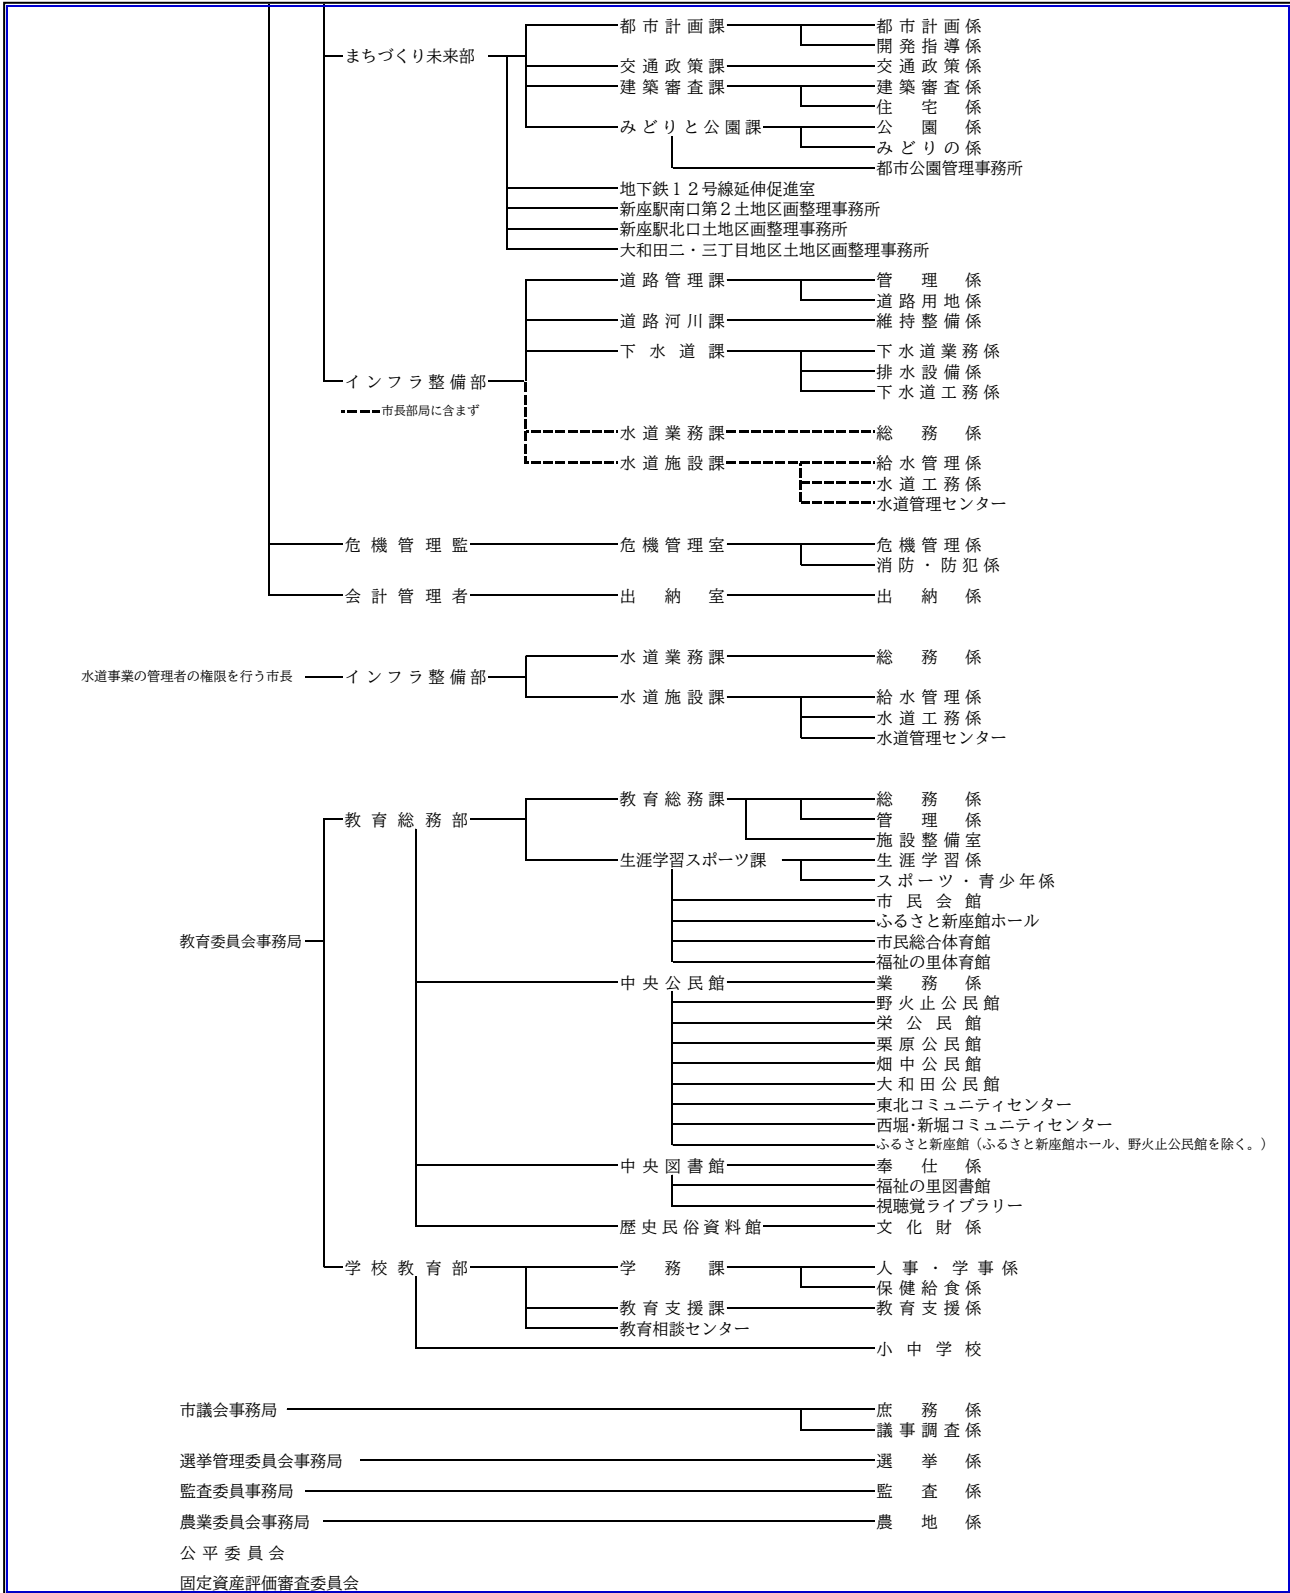 都市計画課 都市計画係
開発指導係
まちづくり未来部
交通政策課 交通政策係
建築審査課 建築審査係
住宅係
みどりと公園課 公園係
みどりの係
都市公園管理事務所
地下鉄１２号線延伸促進室
新座駅南口第２土地区画整理事務所
新座駅北口土地区画整理事務所
大和田二・三丁目地区土地区画整理事務所
道路管理課 管理係
道路用地係
道路河川課 維持整備係
下水道課 下水道業務係
排水設備係
インフラ整備部
下水道工務係
市長部局に含まず
水道業務課 総務係
水道施設課 給水管理係
水道工務係
水道管理センター
危機管理監 危機管理室 危機管理係
消防・防犯係
会計管理者 出納室 出納係
水道業務課 総務係
水道事業の管理者の権限を行う市長 インフラ整備部
水道施設課 給水管理係
水道工務係
水道管理センター
教育総務課 総務係
教育総務部 管理係
施設整備室
生涯学習スポーツ課 生涯学習係
スポーツ・青少年係
市民会館
ふるさと新座館ホール
教育委員会事務局 市民総合体育館
福祉の里体育館
中央公民館 業務係
野火止公民館
栄公民館
栗原公民館
畑中公民館
大和田公民館
東北コミュニティセンター
西堀･新堀コミュニティセンター
ふるさと新座館（ふるさと新座館ホール、野火止公民館を除く。）
中央図書館 奉仕係
福祉の里図書館
視聴覚ライブラリー
歴史民俗資料館 文化財係
学校教育部 学務課 人事・学事係
保健給食係
教育支援課 教育支援係
教育相談センター
小中学校
市議会事務局 庶務係
議事調査係
選挙管理委員会事務局 選挙係
監査委員事務局 監査係
農業委員会事務局 農地係
公平委員会
固定資産評価審査委員会